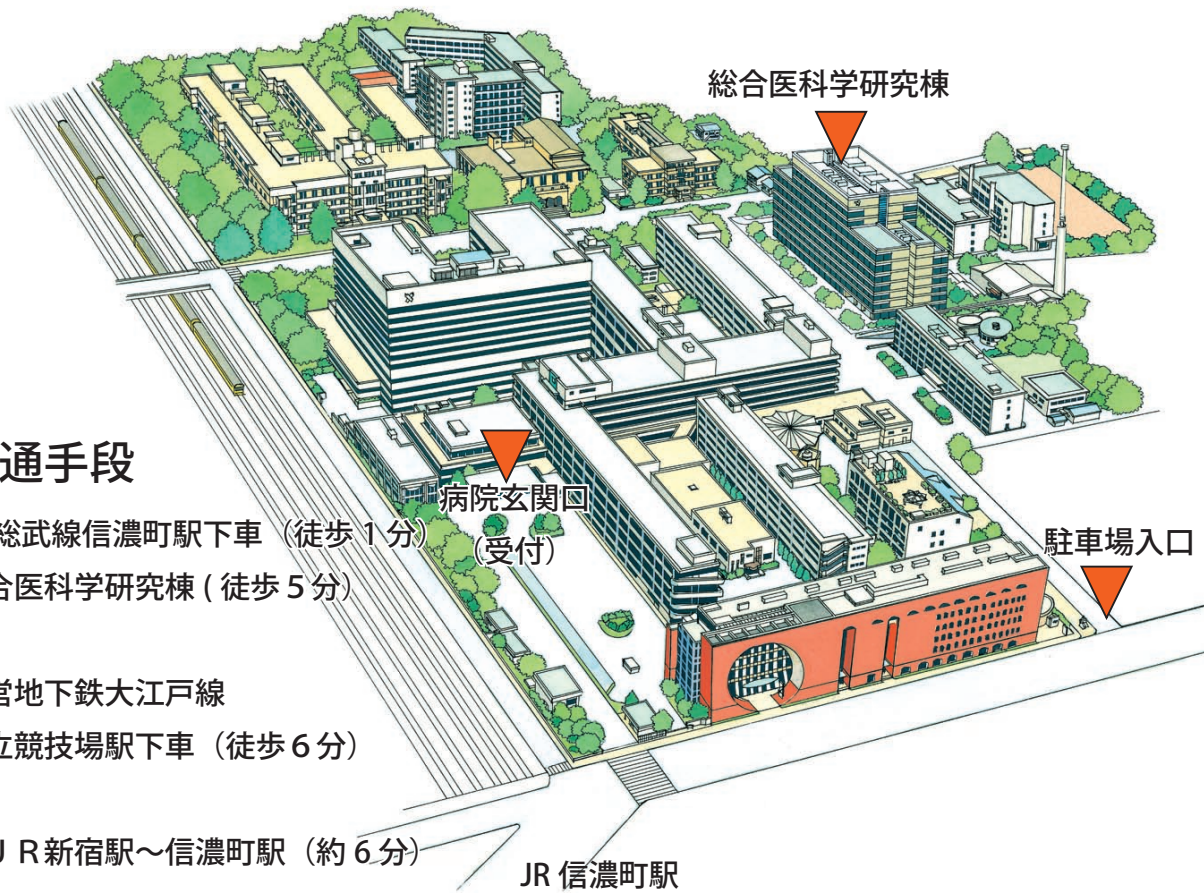 総合医科学研究棟
通手段
病院玄関口
(受付)
総武線信濃町駅下車（徒歩 1 分）
合医科学研究棟 ( 徒歩 5 分）
駐車場入口
営地下鉄大江戸線
立競技場駅下車（徒歩６分）
ＪＲ新宿駅～信濃町駅（約 6 分）
JR 信濃町駅